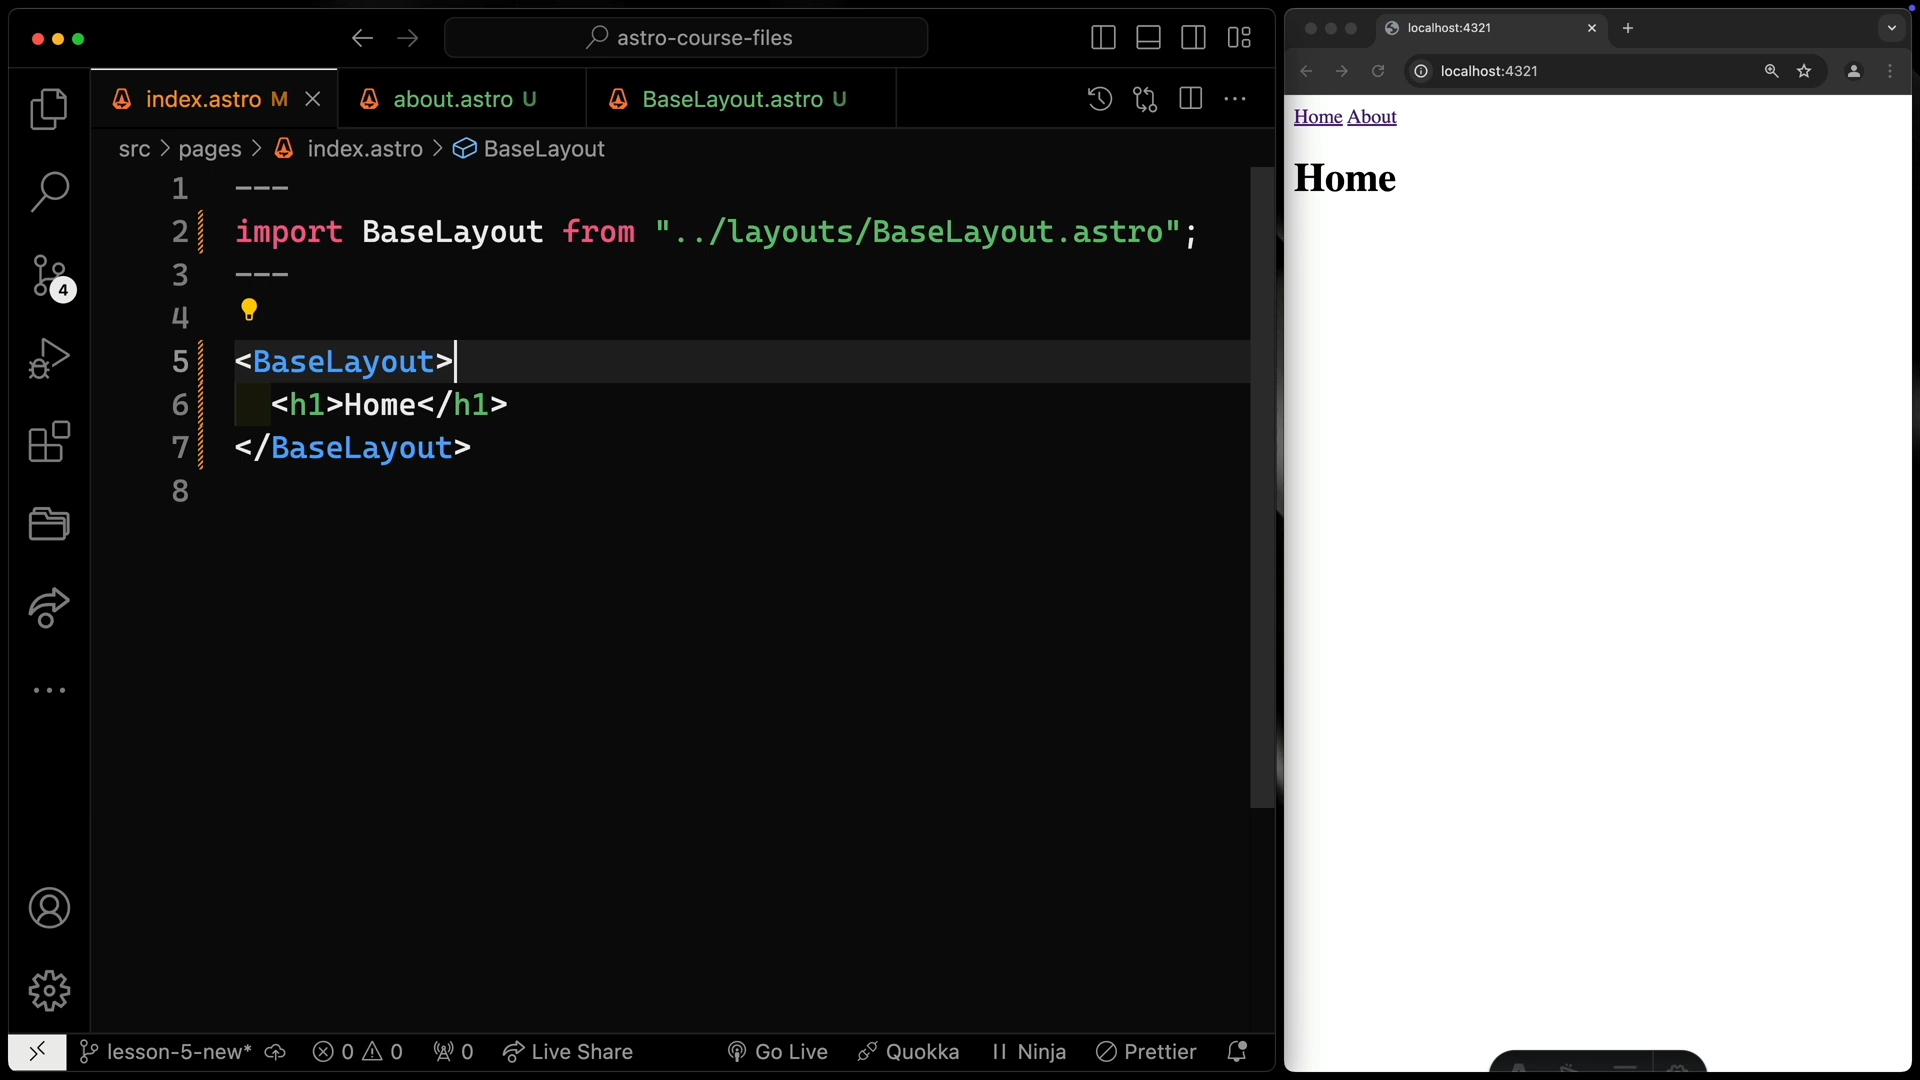 astro-course-files
index.astro M
about.astro U
BaseLayout.astro U
src > pages > index.astro > BaseLayout
1 ---
2 import BaseLayout from "../layouts/BaseLayout.astro";
3 ---
4
5 <BaseLayout>
6 <h1>Home</h1>
7 </BaseLayout>
8
4
lesson-5-new* 0 0 0 Live Share Go Live Quokka Ninja Prettier
localhost:4321
localhost:4321
Home About
Home